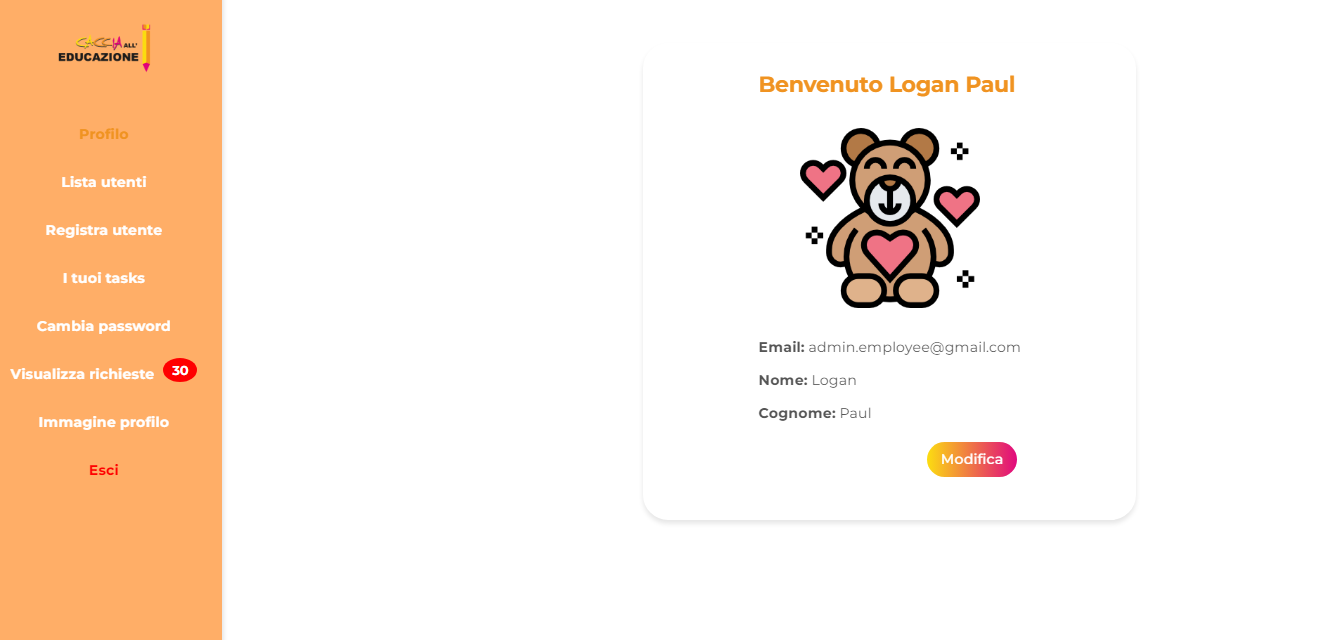 CACCIA ALL'
EDUCAZIONE
Profilo
Lista utenti
Registra utente
I tuoi tasks
Cambia password
Visualizza richieste 30
Immagine profilo
Esci
Benvenuto Logan Paul
Email: admin.employee@gmail.com
Nome: Logan
Cognome: Paul
Modifica